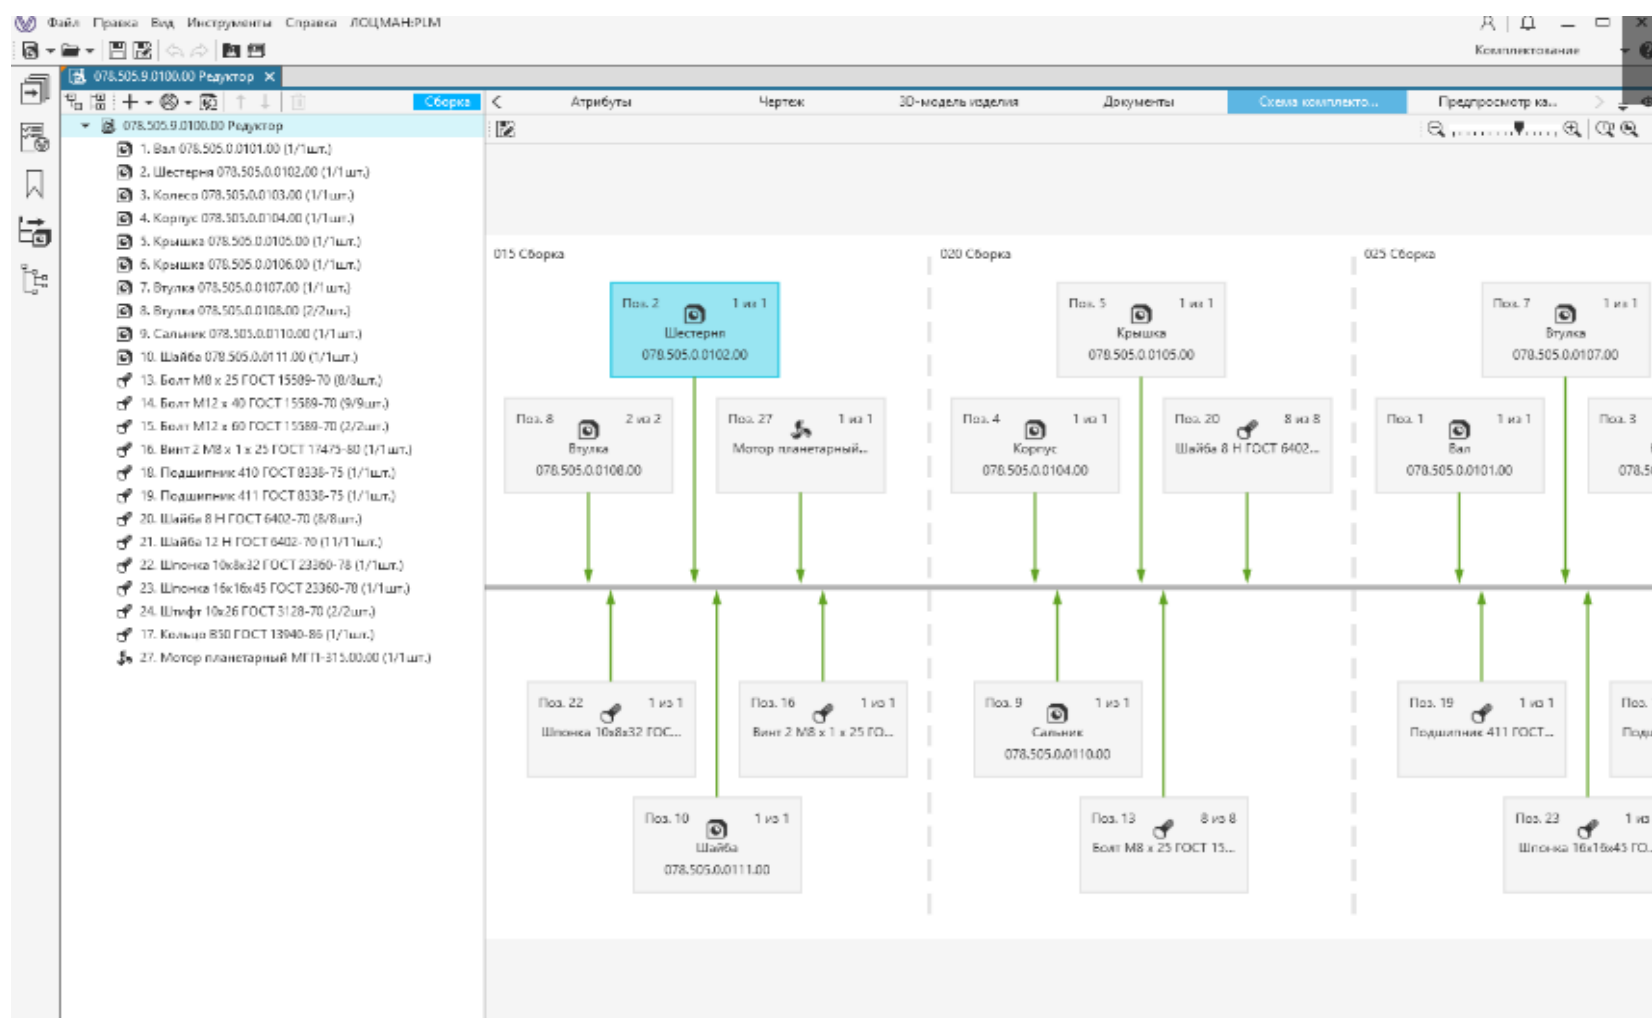 Файл Правка Вид Инструменты Справка ЛОЦМАН:PLM
Комплектование
078.505.9.0100.00 Редуктор
Сборка
Атрибуты Чертеж 3D-модель изделия Документы Схема комплекто... Предпросмотр ка...
078.505.9.0100.00 Редуктор
1. Вал 078.505.0.0101.00 (1/1шт.)
2. Шестерня 078.505.0.0102.00 (1/1шт.)
3. Колесо 078.505.0.0103.00 (1/1шт.)
4. Корпус 078.505.0.0104.00 (1/1шт.)
5. Крышка 078.505.0.0105.00 (1/1шт.)
6. Крышка 078.505.0.0106.00 (1/1шт.)
7. Втулка 078.505.0.0107.00 (1/1шт.)
8. Втулка 078.505.0.0108.00 (2/2шт.)
9. Сальник 078.505.0.0110.00 (1/1шт.)
10. Шайба 078.505.0.0111.00 (1/1шт.)
13. Болт М8 х 25 ГОСТ 15589-70 (8/8шт.)
14. Болт М12 х 40 ГОСТ 15589-70 (9/9шт.)
15. Болт М12 х 60 ГОСТ 15589-70 (2/2шт.)
16. Винт 2 М8 х 1 х 25 ГОСТ 17475-80 (1/1шт.)
18. Подшипник 410 ГОСТ 8338-75 (1/1шт.)
19. Подшипник 411 ГОСТ 8338-75 (1/1шт.)
20. Шайба 8 Н ГОСТ 6402-70 (8/8шт.)
21. Шайба 12 Н ГОСТ 6402-70 (11/11шт.)
22. Шпонка 10х8х32 ГОСТ 23360-78 (1/1шт.)
23. Шпонка 16х16х45 ГОСТ 23360-78 (1/1шт.)
24. Штифт 10х26 ГОСТ 3128-70 (2/2шт.)
17. Кольцо В50 ГОСТ 13940-86 (1/1шт.)
27. Мотор планетарный МГП-315.00.00 (1/1шт.)
015 Сборка
Поз. 2 1 из 1
Шестерня
078.505.0.0102.00
Поз. 8 2 из 2
Втулка
078.505.0.0108.00
Поз. 27 1 из 1
Мотор планетарный...
Поз. 22 1 из 1
Шпонка 10х8х32 ГОС...
Поз. 16 1 из 1
Винт 2 М8 х 1 х 25 ГО...
Поз. 10 1 из 1
Шайба
078.505.0.0111.00
020 Сборка
Поз. 5 1 из 1
Крышка
078.505.0.0105.00
Поз. 4 1 из 1
Корпус
078.505.0.0104.00
Поз. 20 8 из 8
Шайба 8 Н ГОСТ 6402...
Поз. 9 1 из 1
Сальник
078.505.0.0110.00
Поз. 13 8 из 8
Болт М8 х 25 ГОСТ 15...
025 Сборка
Поз. 7 1 из 1
Втулка
078.505.0.0107.00
Поз. 1 1 из 1
Вал
078.505.0.0101.00
Поз. 3
078.5
Поз. 19 1 из 1
Подшипник 411 ГОСТ...
Поз.
Подш
Поз. 23 1 из
Шпонка 16х16х45 ГО...